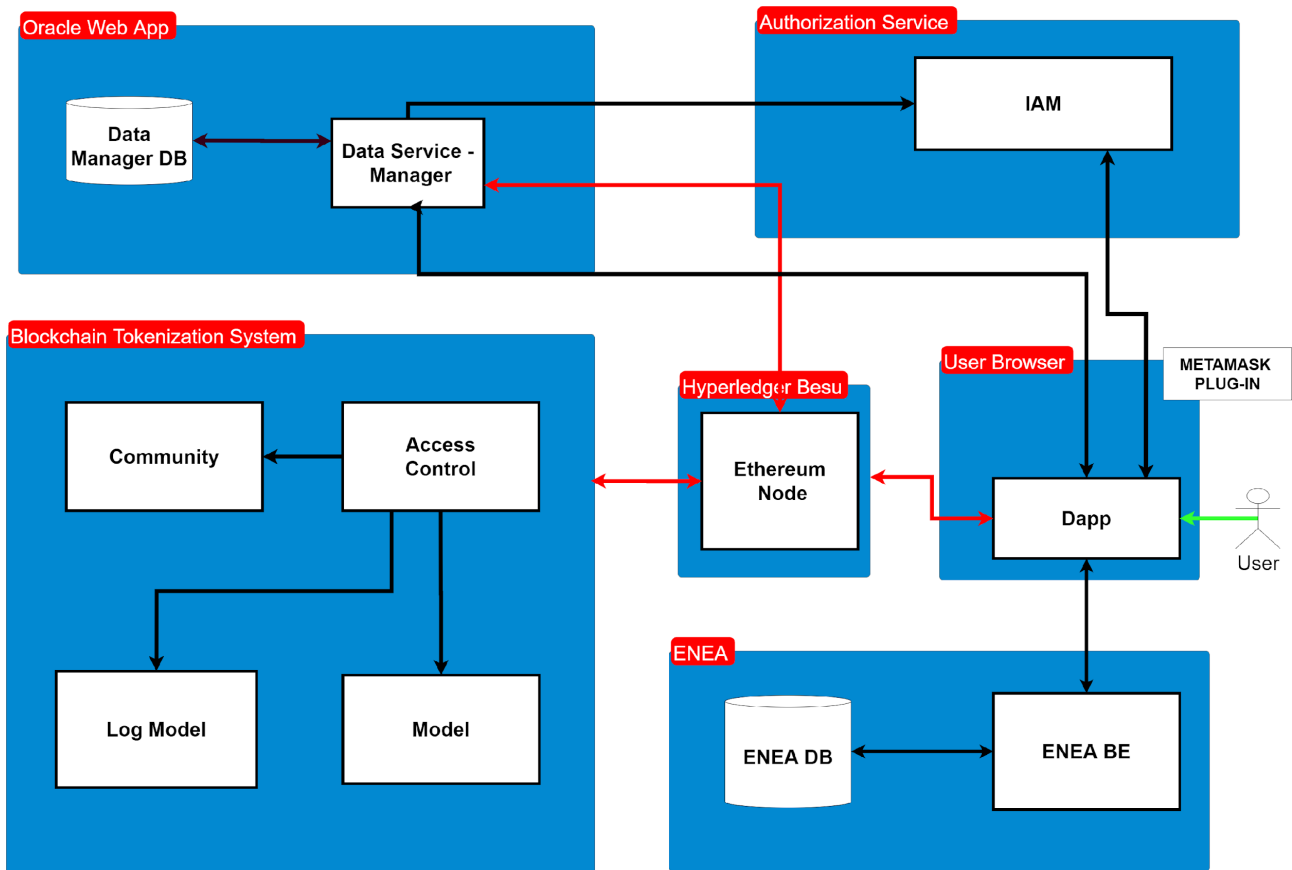 Oracle Web App
Authorization Service
IAM
Data
Manager DB
Data Service -
Manager
Blockchain Tokenization System
User Browser
METAMASK
PLUG-IN
Hyperledger Besu
Community
Access
Control
Ethereum
Node
Dapp
User
ENEA
Log Model
Model
ENEA DB
ENEA BE